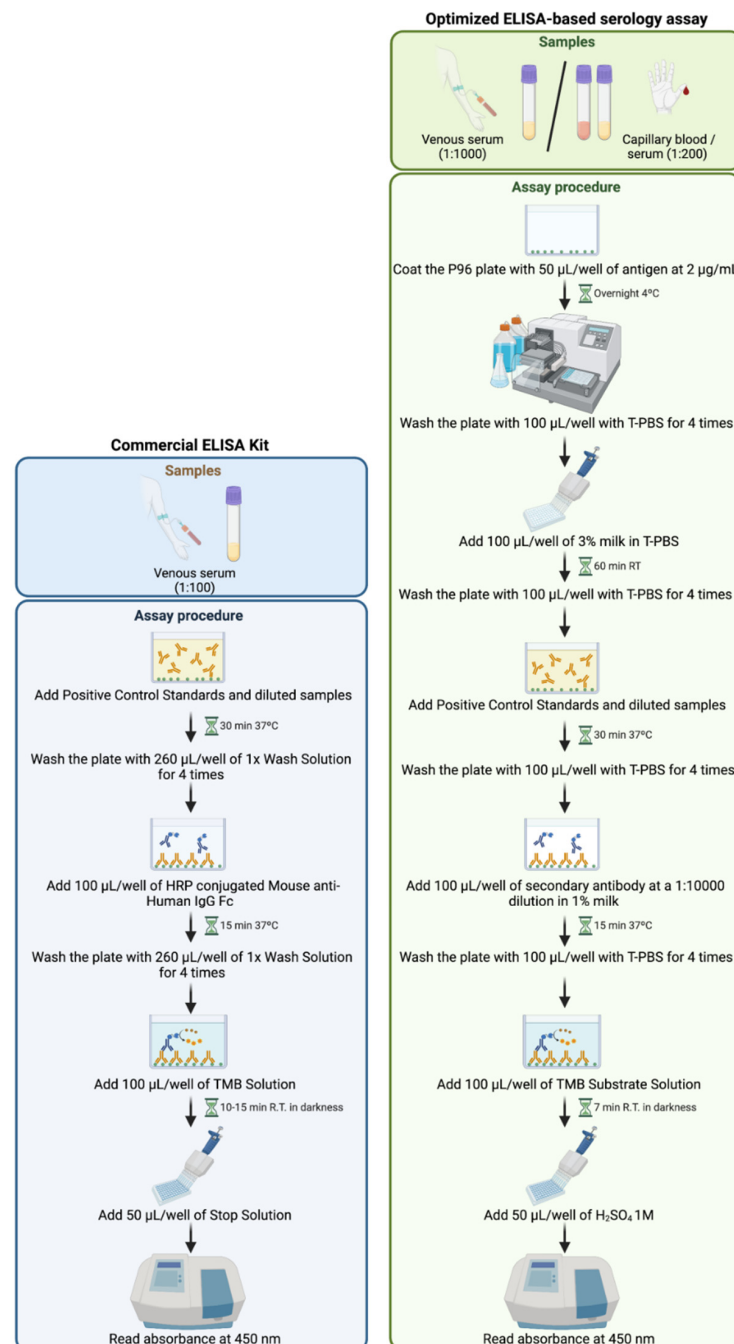 Optimized ELISA-based serology assay
Samples
Venous serum
(1:1000)
Capillary blood /
serum (1:200)
Assay procedure
Coat the P96 plate with 50 µL/well of antigen at 2 µg/mL
Overnight 4ºC
Wash the plate with 100 µL/well with T-PBS for 4 times
Add 100 µL/well of 3% milk in T-PBS
60 min RT
Wash the plate with 100 µL/well with T-PBS for 4 times
Add Positive Control Standards and diluted samples
30 min 37ºC
Wash the plate with 100 µL/well with T-PBS for 4 times
Add 100 µL/well of secondary antibody at a 1:10000
dilution in 1% milk
15 min 37ºC
Wash the plate with 100 µL/well with T-PBS for 4 times
Add 100 µL/well of TMB Substrate Solution
7 min R.T. in darkness
Add 50 µL/well of H₂SO₄ 1M
Read absorbance at 450 nm
Commercial ELISA Kit
Samples
Venous serum
(1:100)
Assay procedure
Add Positive Control Standards and diluted samples
30 min 37ºC
Wash the plate with 260 µL/well of 1x Wash Solution
for 4 times
Add 100 µL/well of HRP conjugated Mouse anti-
Human IgG Fc
15 min 37ºC
Wash the plate with 260 µL/well of 1x Wash Solution
for 4 times
Add 100 µL/well of TMB Solution
10-15 min R.T. in darkness
Add 50 µL/well of Stop Solution
Read absorbance at 450 nm